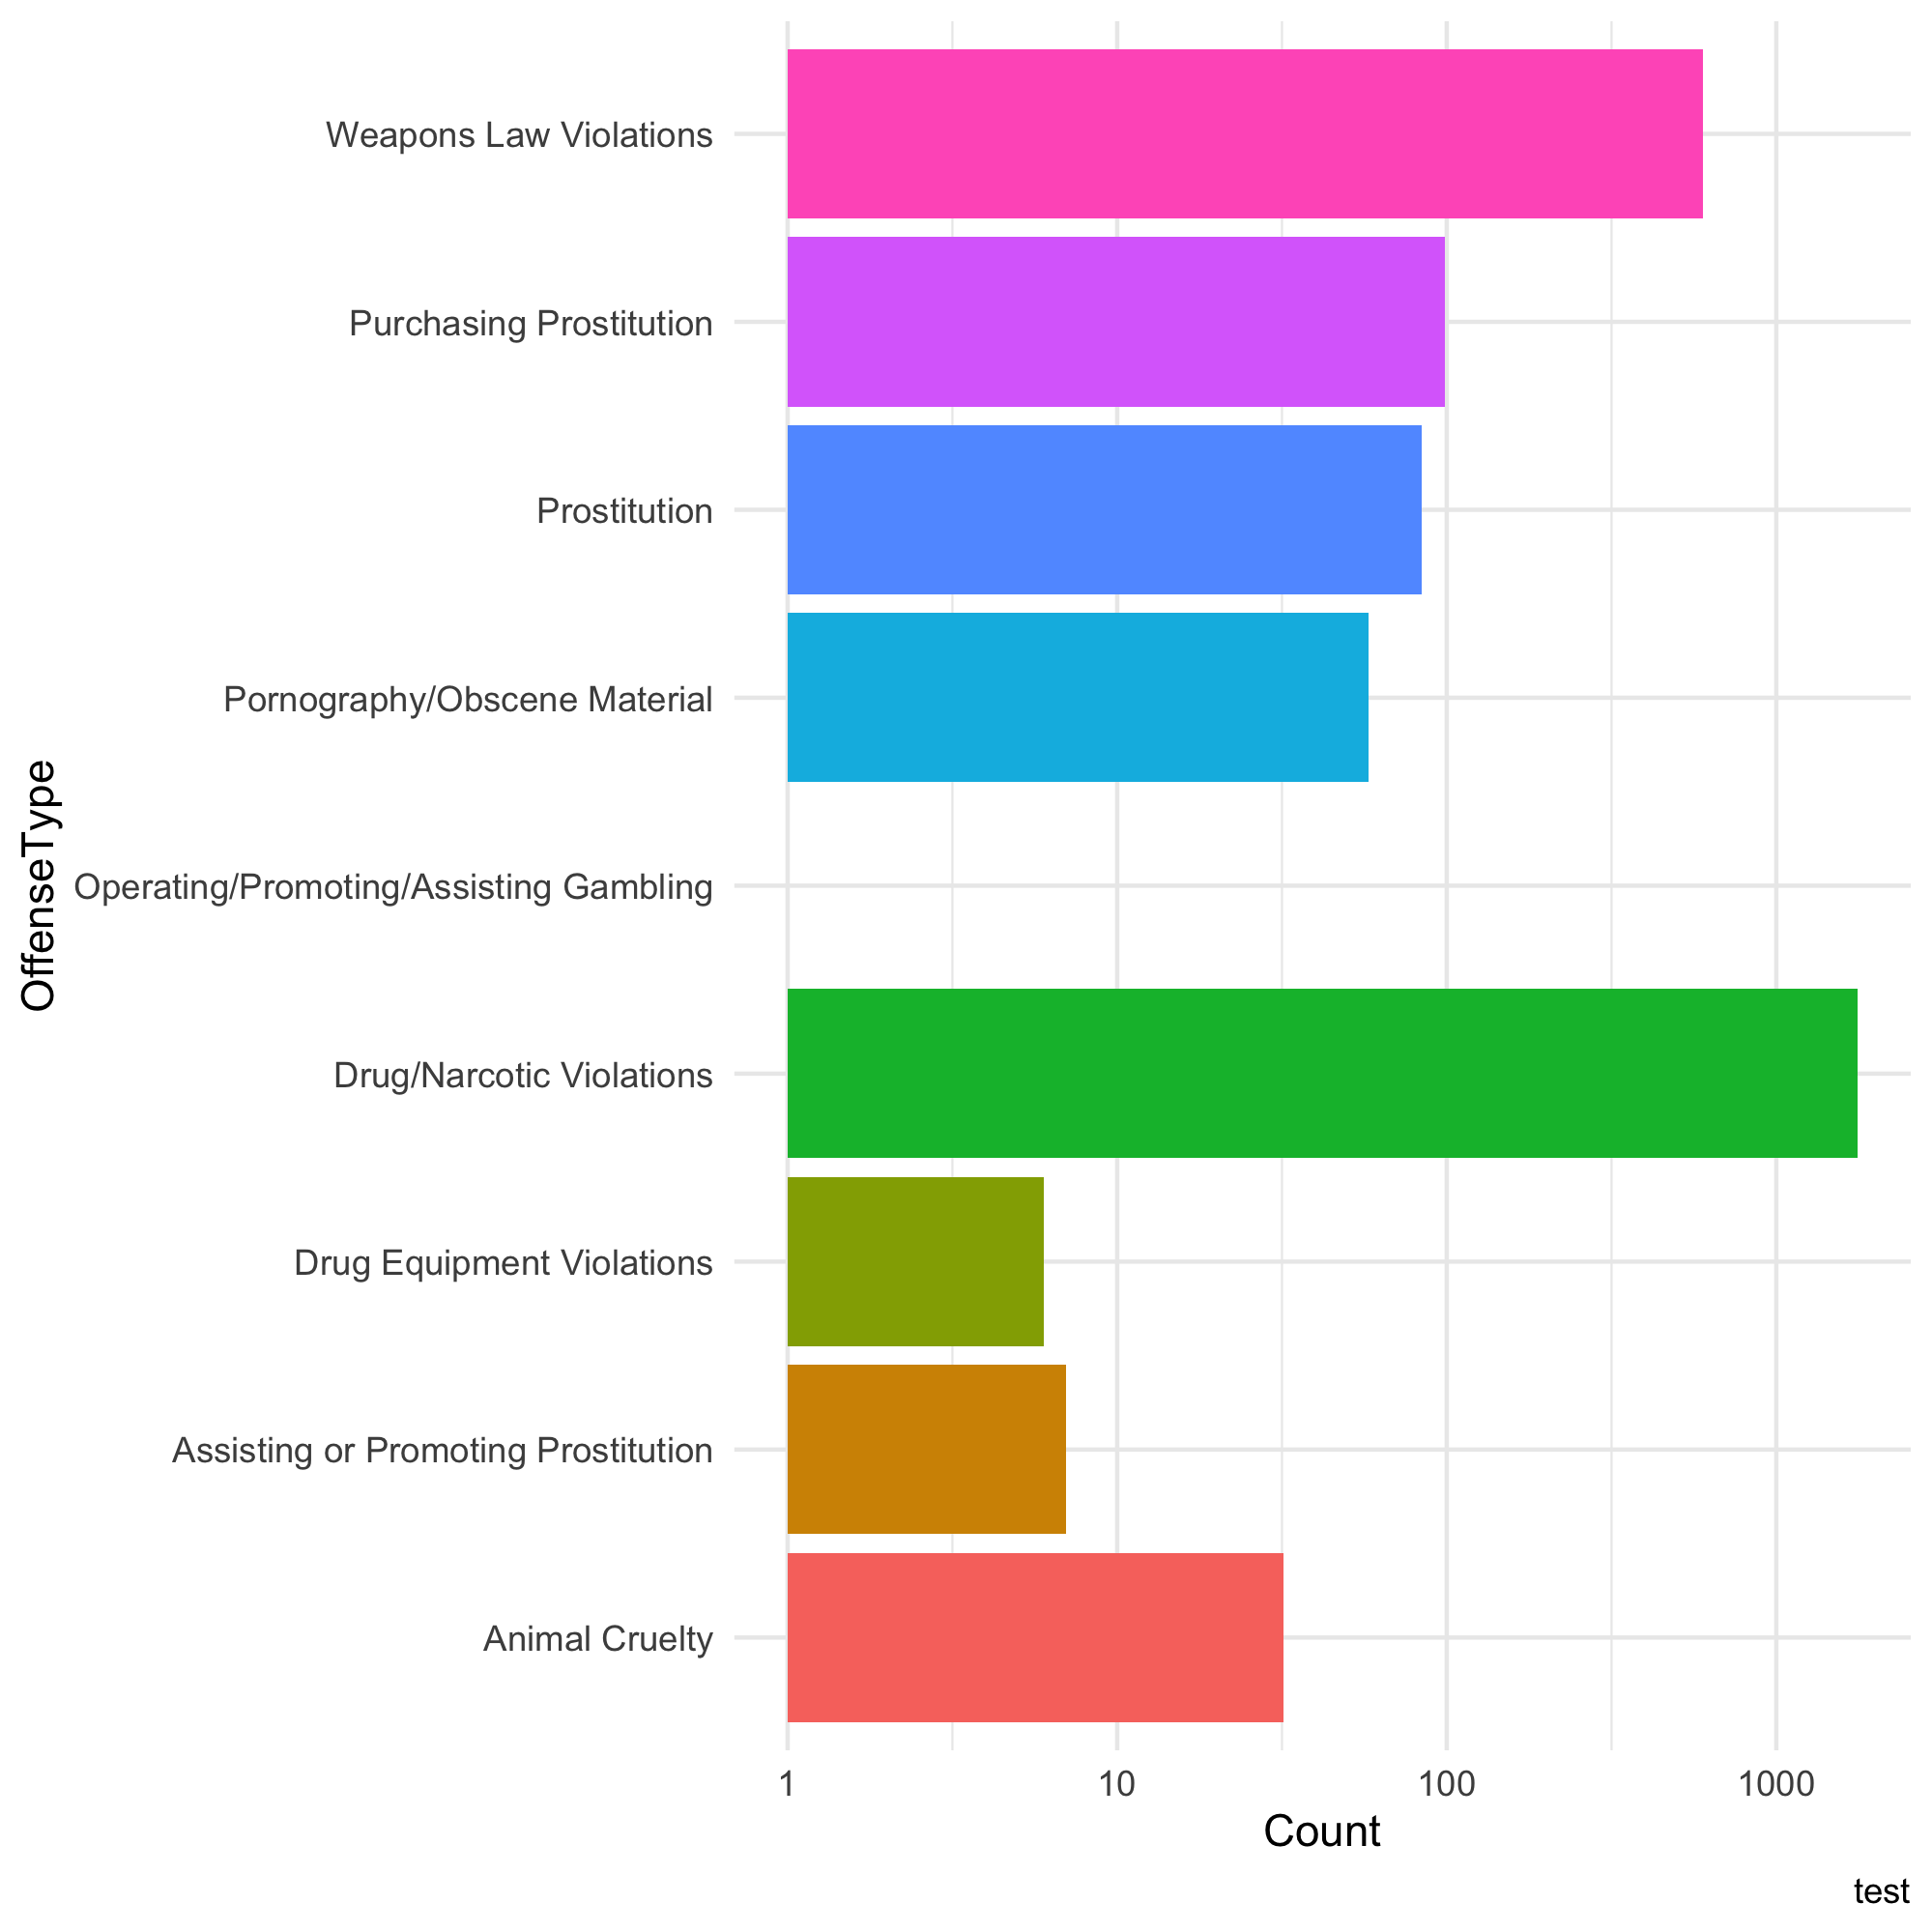 Weapons Law Violations
Purchasing Prostitution
Prostitution
Pornography/Obscene Material
Operating/Promoting/Assisting Gambling
Drug/Narcotic Violations
Drug Equipment Violations
Assisting or Promoting Prostitution
Animal Cruelty
OffenseType
1 10 100 1000
Count
test